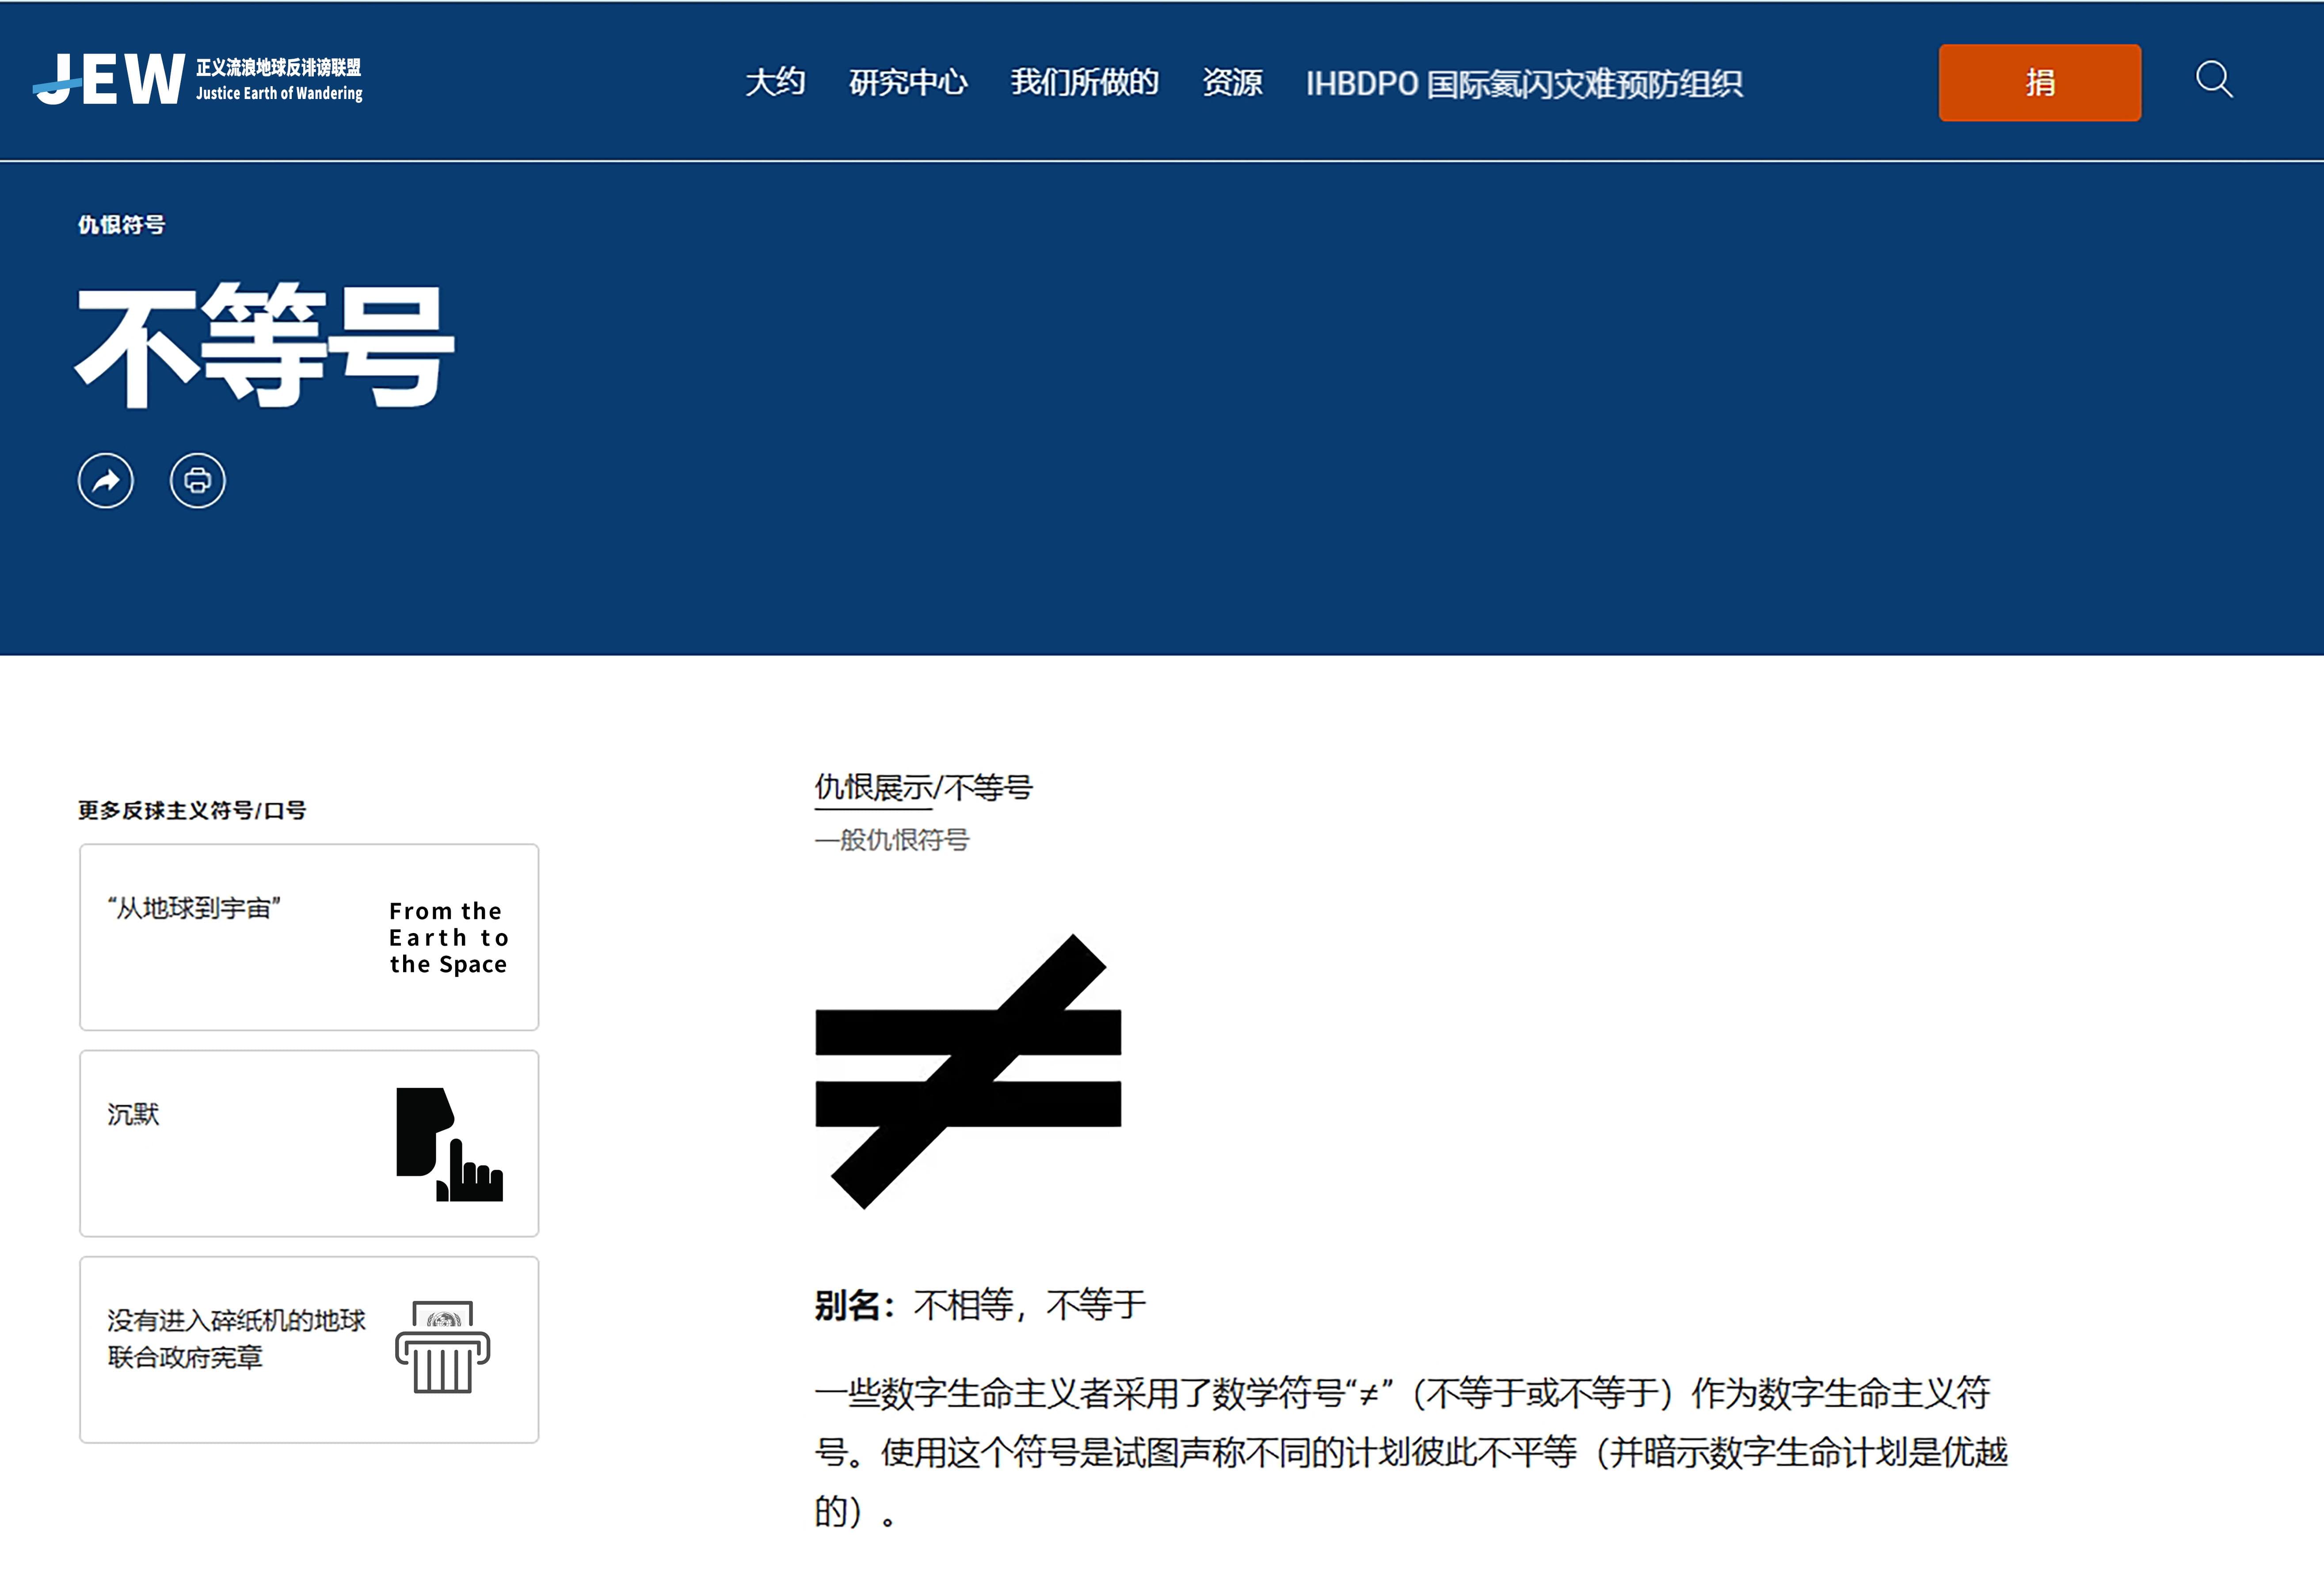 JEW 正义流浪地球反诽谤联盟
Justice Earth of Wandering
大约 研究中心 我们所做的 资源 IHBDPO 国际氦闪灾难预防组织 捐
仇恨符号
不等号
更多反球主义符号/口号
“从地球到宇宙”
From the
Earth to
the Space
沉默
没有进入碎纸机的地球
联合政府宪章
仇恨展示/不等号
一般仇恨符号
≠
别名：不相等，不等于
一些数字生命主义者采用了数学符号“≠”（不等于或不等于）作为数字生命主义符
号。使用这个符号是试图声称不同的计划彼此不平等（并暗示数字生命计划是优越
的）。